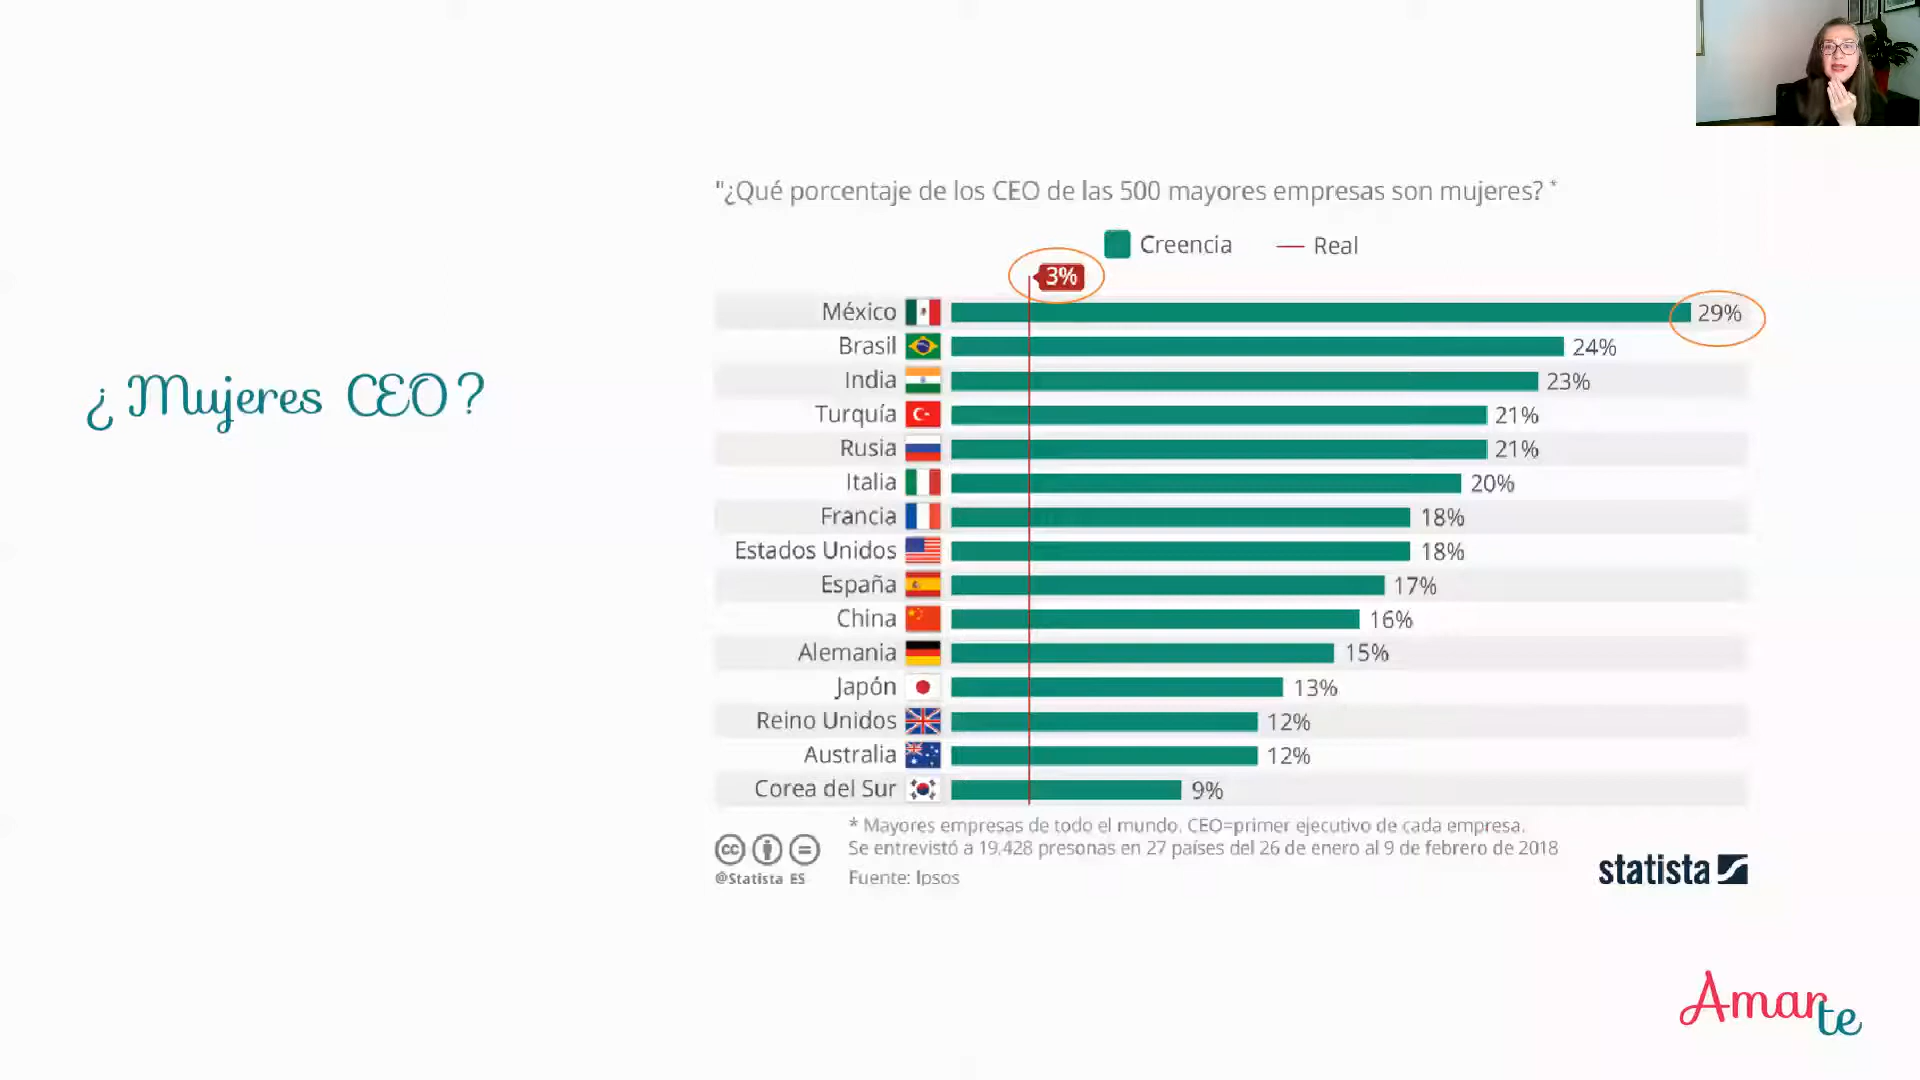 ¿Mujeres CEO?
"¿Qué porcentaje de los CEO de las 500 mayores empresas son mujeres? *
Creencia Real
3%
México 29%
Brasil 24%
India 23%
Turquía 21%
Rusia 21%
Italia 20%
Francia 18%
Estados Unidos 18%
España 17%
China 16%
Alemania 15%
Japón 13%
Reino Unidos 12%
Australia 12%
Corea del Sur 9%
* Mayores empresas de todo el mundo. CEO=primer ejecutivo de cada empresa.
Se entrevistó a 19,428 presonas en 27 países del 26 de enero al 9 de febrero de 2018
Fuente: Ipsos
cc
@Statista ES
statista
Amarte